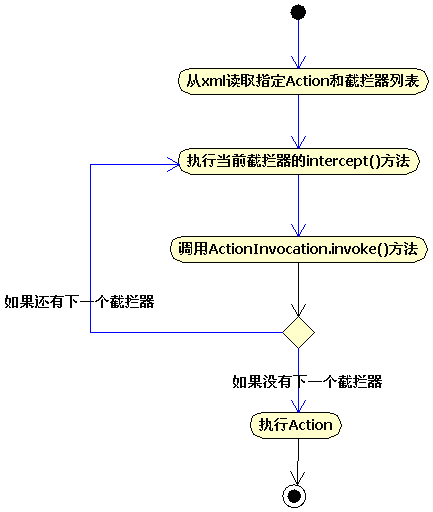 从xml读取指定Action和截拦器列表
执行当前截拦器的intercept()方法
调用ActionInvocation.invoke()方法
如果还有下一个截拦器
如果没有下一个截拦器
执行Action